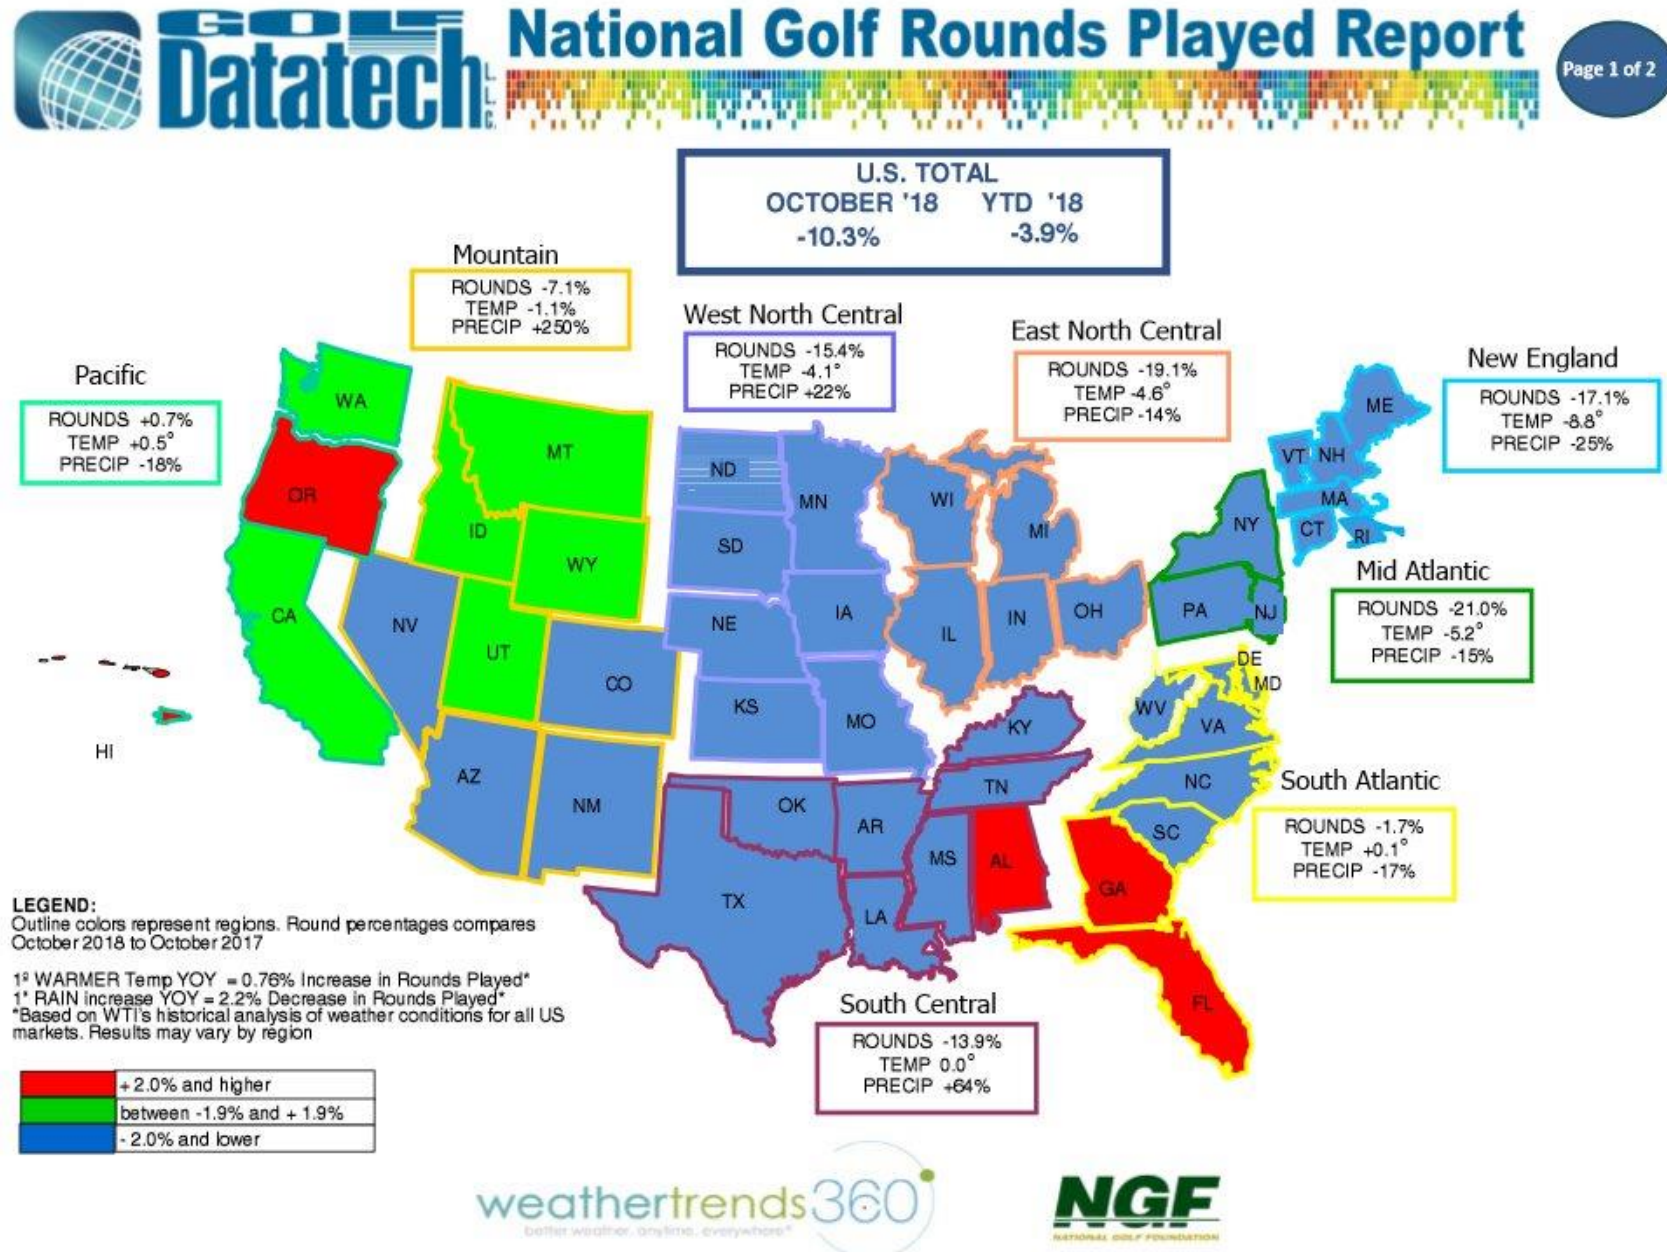 GOLF
Datatech
L.L.C.
National Golf Rounds Played Report
Page 1 of 2
U.S. TOTAL
OCTOBER '18 YTD '18
-10.3% -3.9%
Mountain
ROUNDS -7.1%
TEMP -1.1%
PRECIP +250%
West North Central
ROUNDS -15.4%
TEMP -4.1°
PRECIP +22%
East North Central
ROUNDS -19.1%
TEMP -4.6°
PRECIP -14%
New England
ROUNDS -17.1%
TEMP -8.8°
PRECIP -25%
Pacific
ROUNDS +0.7%
TEMP +0.5°
PRECIP -18%
Mid Atlantic
ROUNDS -21.0%
TEMP -5.2°
PRECIP -15%
South Atlantic
ROUNDS -1.7%
TEMP +0.1°
PRECIP -17%
South Central
ROUNDS -13.9%
TEMP 0.0°
PRECIP +64%
WA
OR
CA
HI
MT
ID
WY
NV
UT
CO
AZ
NM
ND
SD
NE
KS
MN
IA
MO
WI
MI
IL
IN
OH
ME
VT
NH
MA
CT
RI
NY
PA
NJ
DE
MD
WV
VA
NC
SC
GA
FL
KY
TN
OK
AR
TX
LA
MS
AL
LEGEND:
Outline colors represent regions. Round percentages compares
October 2018 to October 2017
1º WARMER Temp YOY = 0.76% Increase in Rounds Played*
1" RAIN increase YOY = 2.2% Decrease in Rounds Played*
*Based on WTI's historical analysis of weather conditions for all US
markets. Results may vary by region
+ 2.0% and higher
between -1.9% and + 1.9%
- 2.0% and lower
weathertrends360
better weather. anytime. everywhere
NGF
NATIONAL GOLF FOUNDATION